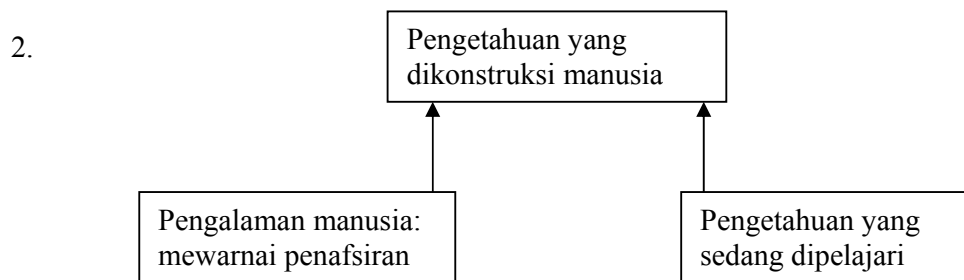 2.
Pengetahuan yang
dikonstruksi manusia
Pengalaman manusia:
mewarnai penafsiran
Pengetahuan yang
sedang dipelajari